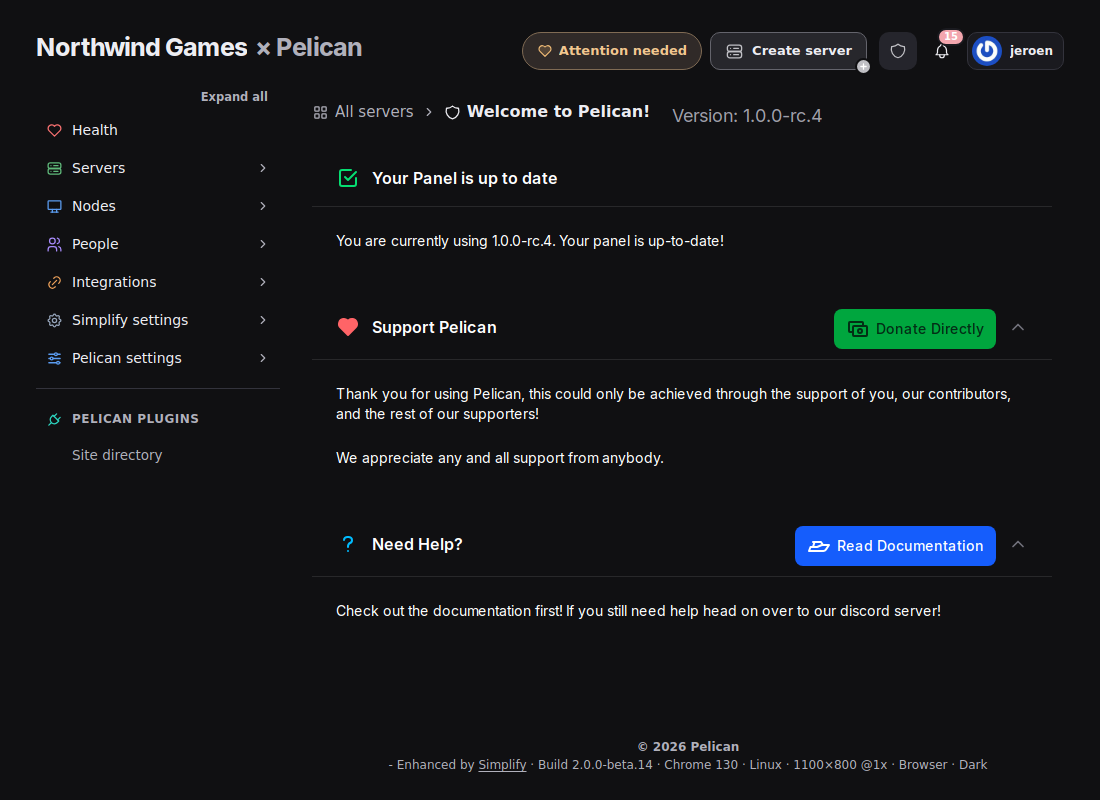 Northwind Games × Pelican
Attention needed
Create server
15
jeroen
Expand all
Health
Servers
Nodes
People
Integrations
Simplify settings
Pelican settings
PELICAN PLUGINS
Site directory
All servers > Welcome to Pelican! Version: 1.0.0-rc.4
Your Panel is up to date
You are currently using 1.0.0-rc.4. Your panel is up-to-date!
Support Pelican
Donate Directly
Thank you for using Pelican, this could only be achieved through the support of you, our contributors,
and the rest of our supporters!
We appreciate any and all support from anybody.
Need Help?
Read Documentation
Check out the documentation first! If you still need help head on over to our discord server!
© 2026 Pelican
- Enhanced by Simplify · Build 2.0.0-beta.14 · Chrome 130 · Linux · 1100×800 @1x · Browser · Dark